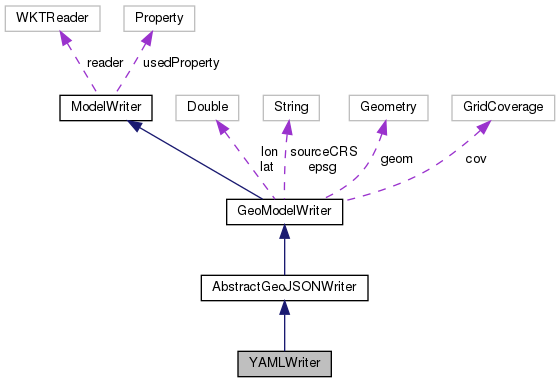 WKTReader
Property
reader
usedProperty
ModelWriter
Double
String
Geometry
GridCoverage
lon
lat
sourceCRS
epsg
geom
cov
GeoModelWriter
AbstractGeoJSONWriter
YAMLWriter